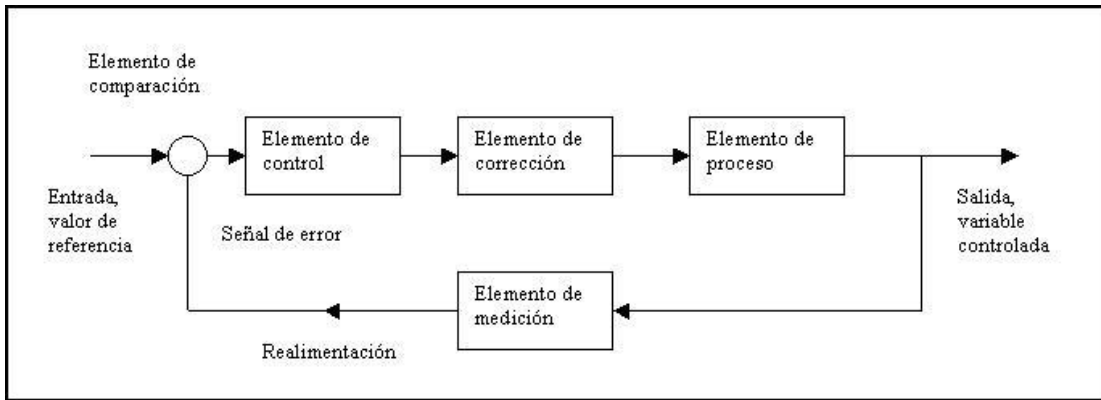 Elemento de
comparación
Elemento de
control
Elemento de
corrección
Elemento de
proceso
Entrada,
valor de
referencia
Señal de error
Salida,
variable
controlada
Elemento de
medición
Realimentación